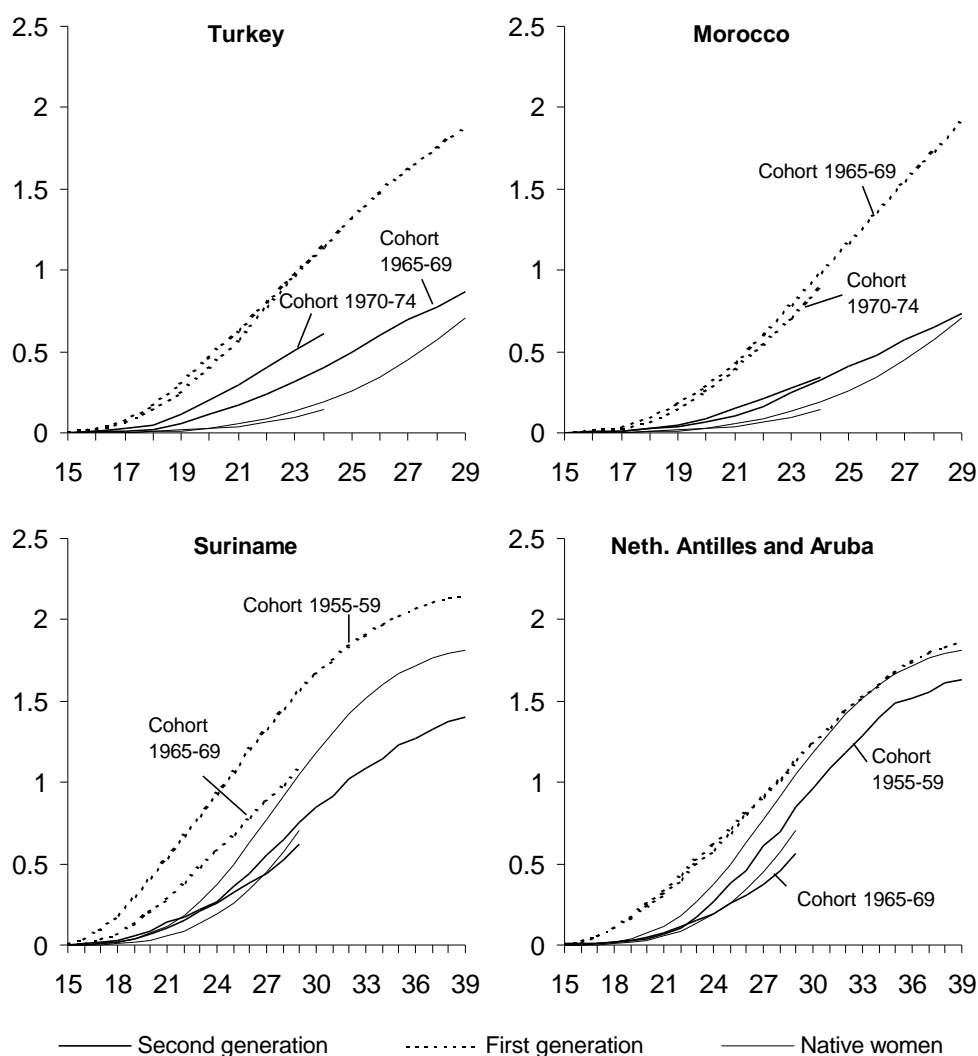 Turkey
2.5
2
1.5
1
0.5
0
15 17 19 21 23 25 27 29
Cohort
1965-69
Cohort 1970-74
Morocco
2.5
2
1.5
1
0.5
0
15 17 19 21 23 25 27 29
Cohort 1965-69
Cohort
1970-74
Suriname
2.5
2
1.5
1
0.5
0
15 18 21 24 27 30 33 36 39
Cohort 1955-59
Cohort
1965-69
Neth. Antilles and Aruba
2.5
2
1.5
1
0.5
0
15 18 21 24 27 30 33 36 39
Cohort
1955-59
Cohort 1965-69
Second generation First generation Native women